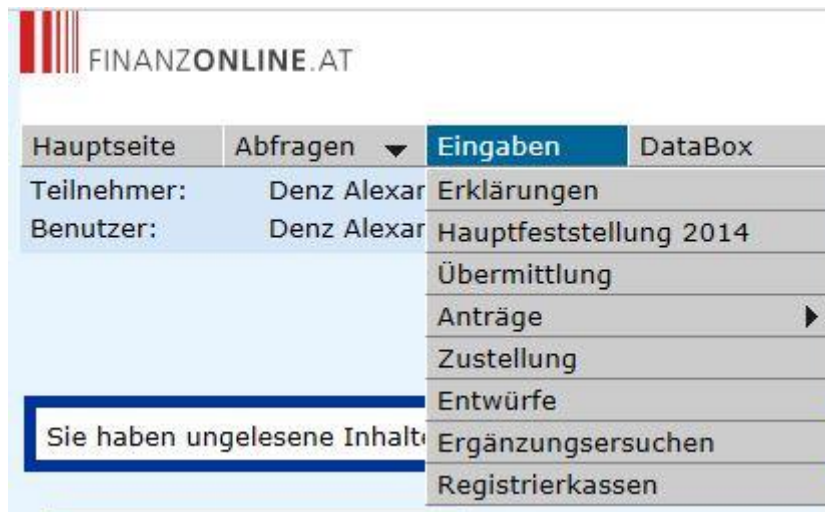 FINANZONLINE.AT
Hauptseite Abfragen Eingaben DataBox
Teilnehmer: Denz Alexar
Benutzer: Denz Alexar
Erklärungen
Hauptfeststellung 2014
Übermittlung
Anträge
Zustellung
Entwürfe
Ergänzungsersuchen
Registrierkassen
Sie haben ungelesene Inhalte